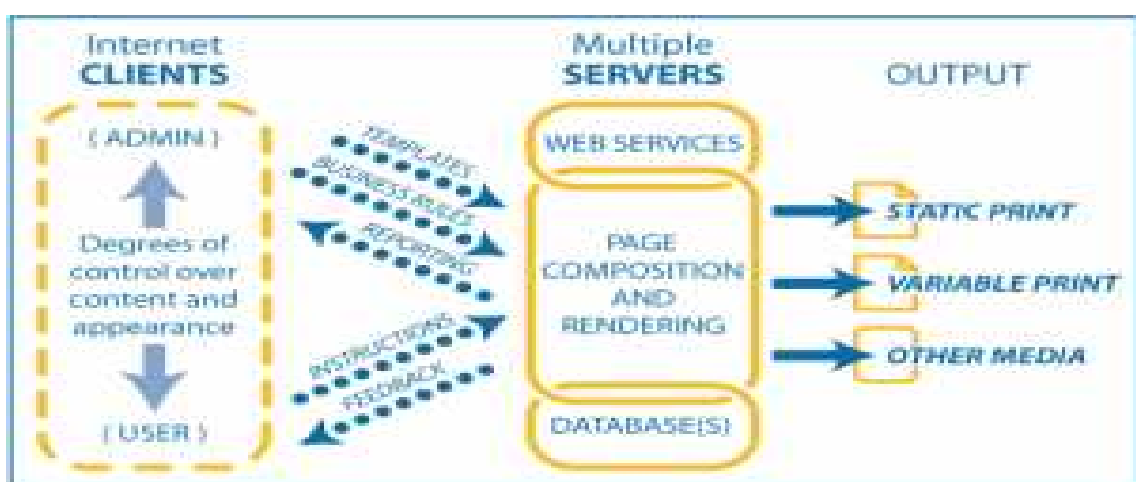 Internet
CLIENTS
( ADMIN )
Degrees of
control over
content and
appearance
( USER )
TEMPLATES
BUSINESS RULES
REPORTING
INSTRUCTIONS
FEEDBACK
Multiple
SERVERS
WEB SERVICES
PAGE
COMPOSITION
AND
RENDERING
DATABASE(S)
OUTPUT
STATIC PRINT
VARIABLE PRINT
OTHER MEDIA